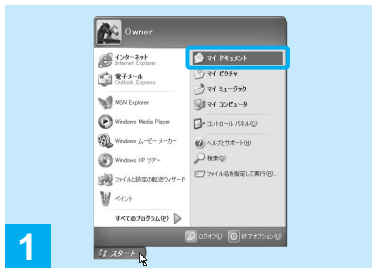 Owner
インターネット
Internet Explorer
電子メール
Outlook Express
MSN Explorer
Windows Media Player
Windows ムービー メーカー
Windows XP ツアー
ファイルと設定の転送ウィザード
ペイント
すべてのプログラム(P)
マイ ドキュメント
マイ ピクチャ
マイ ミュージック
マイ コンピュータ
コントロール パネル(C)
ヘルプとサポート(H)
検索(S)
ファイル名を指定して実行(R)...
ログオフ(L)
終了オプション(U)
スタート
1